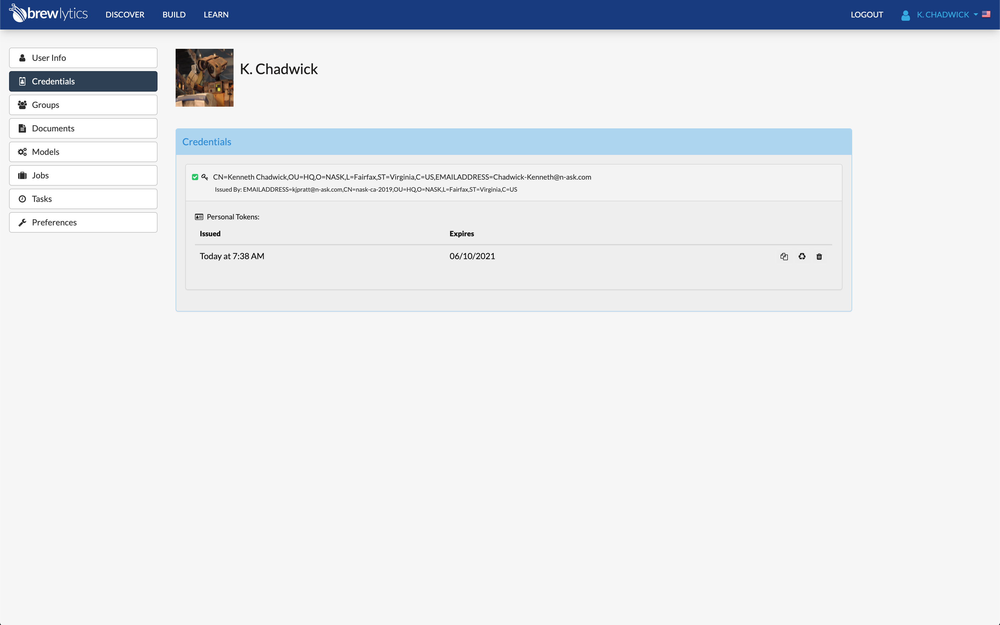 brewlytics DISCOVER BUILD LEARN LOGOUT K. CHADWICK
User Info
Credentials
Groups
Documents
Models
Jobs
Tasks
Preferences
K. Chadwick
Credentials
CN=Kenneth Chadwick,OU=HQ,O=NASK,L=Fairfax,ST=Virginia,C=US,EMAILADDRESS=Chadwick-Kenneth@n-ask.com
Issued By: EMAILADDRESS=kjpratt@n-ask.com,CN=nask-ca-2019,OU=HQ,O=NASK,L=Fairfax,ST=Virginia,C=US
Personal Tokens:
Issued Expires
Today at 7:38 AM 06/10/2021